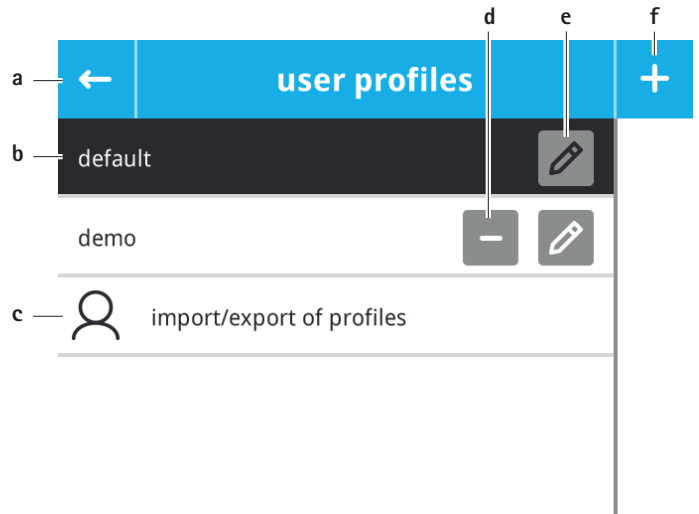 d e f
a user profiles
b default
demo
c import/export of profiles